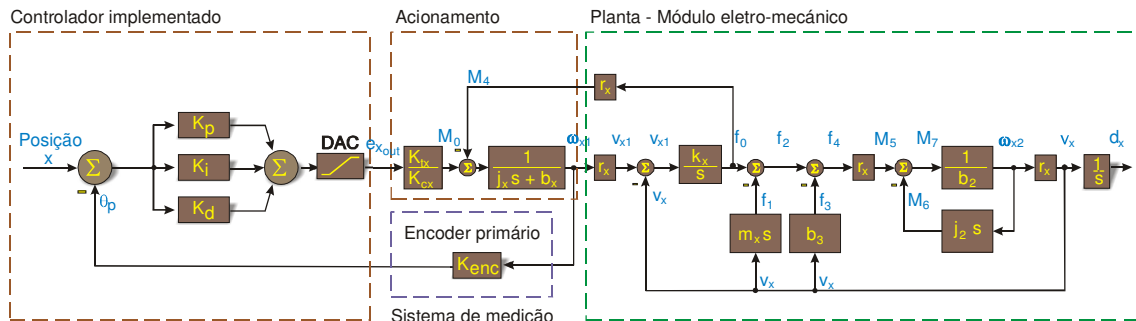 Controlador implementado
Acionamento
Planta - Módulo eletro-mecânico
Posição
x
Σ
θp
Kp
Ki
Kd
Σ
DAC
exout
Ktx
Kcx
M0
M4
Σ
1
jx s + bx
ωx1
rx
rx
vx1
Σ
vx
vx1
kx
s
f0
Σ
f1
mx s
vx
f2
Σ
f3
b3
vx
f4
rx
M5
Σ
M6
M7
1
b2
j2 s
ωx2
rx
vx
1
s
dx
Encoder primário
Kenc
Sistema de medição